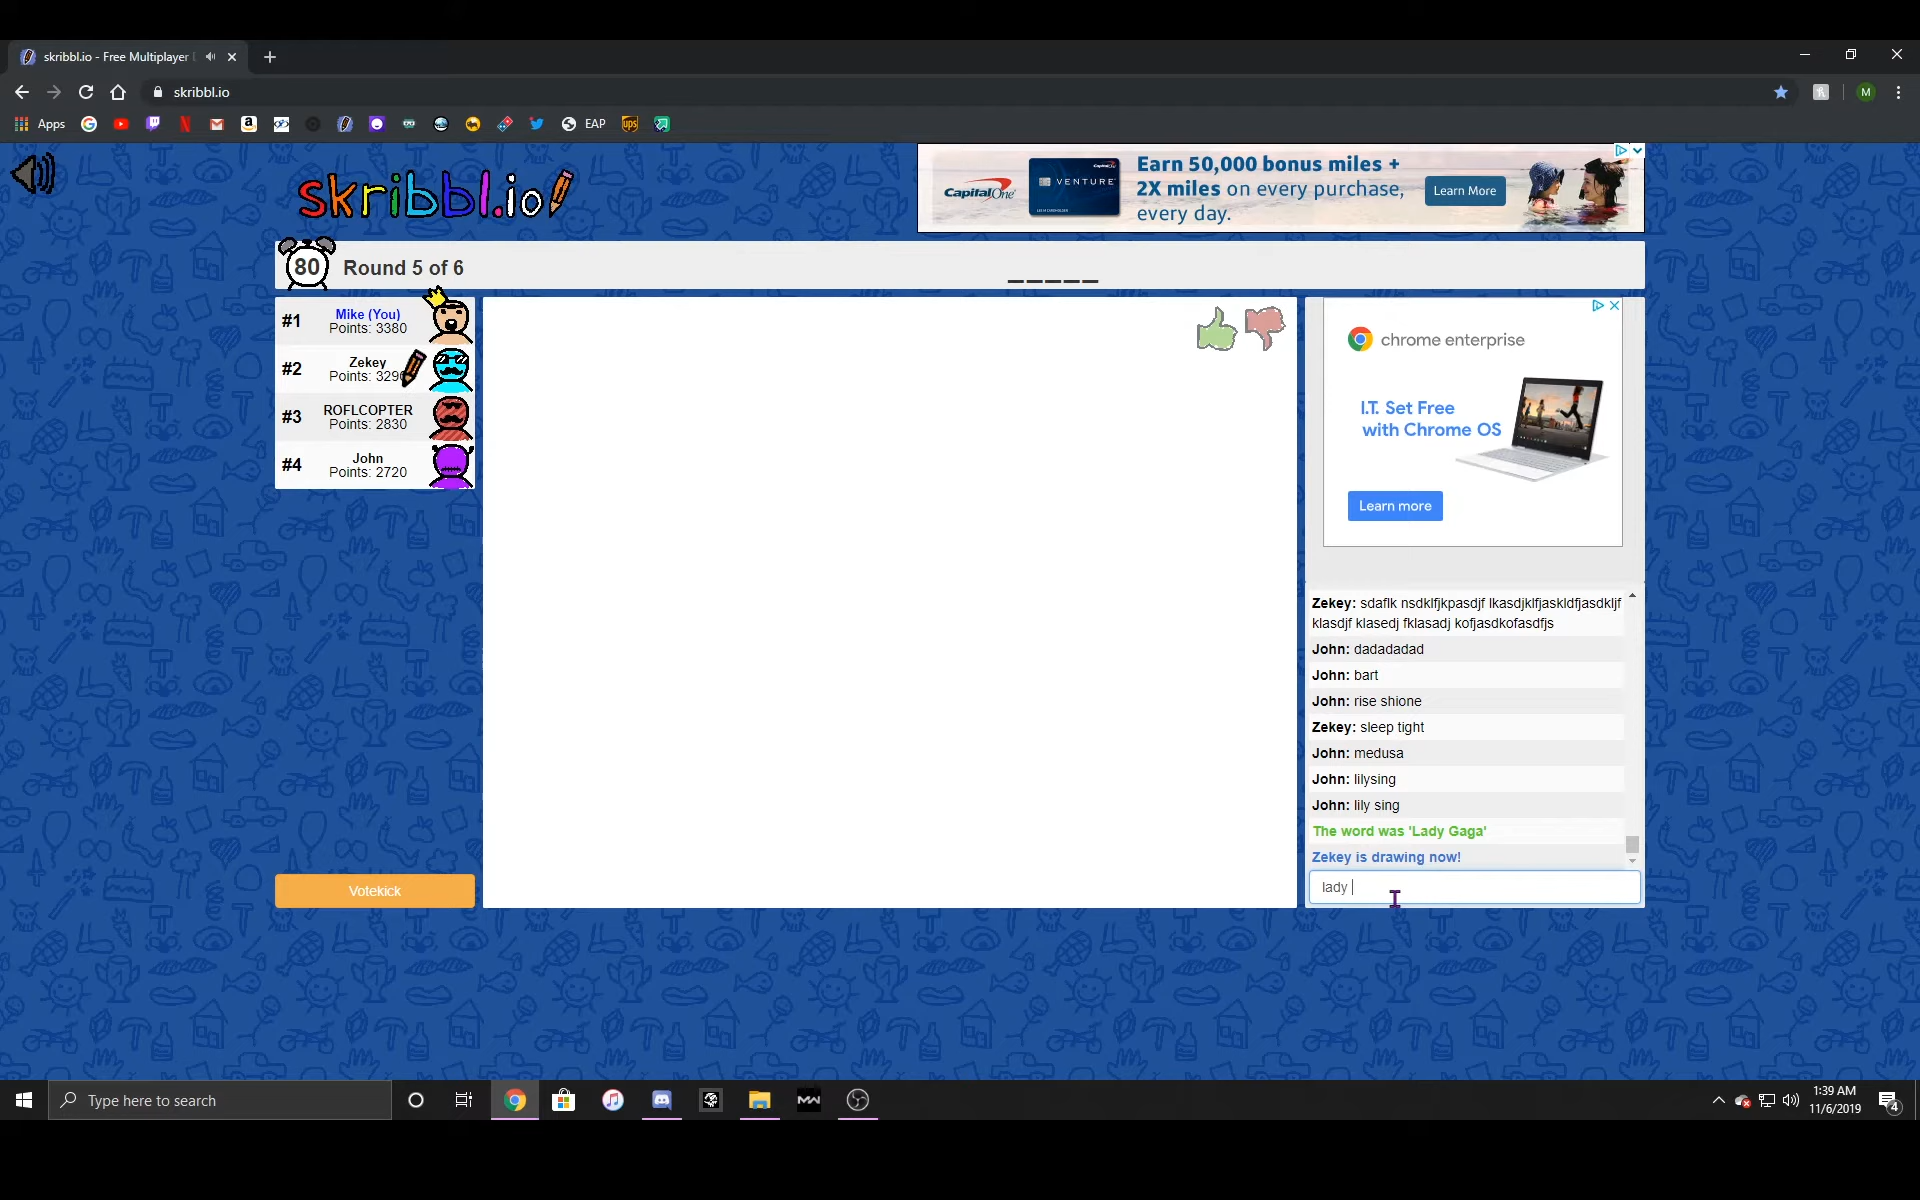 skribbl.io - Free Multiplayer
skribbl.io
M
Apps
EAP
ups
skribbl.io
CapitalOne
VENTURE
Earn 50,000 bonus miles +
2X miles on every purchase,
every day.
Learn More
80
Round 5 of 6
_ _ _ _ _
#1
Mike (You)
Points: 3380
#2
Zekey
Points: 329
#3
ROFLCOPTER
Points: 2830
#4
John
Points: 2720
Votekick
chrome enterprise
I.T. Set Free
with Chrome OS
Learn more
Zekey: sdaflk nsdklfjkpasdjf lkasdjklfjaskldfjasdkljf
klasdjf klasedj fklasadj kofjasdkofasdfjs
John: dadadadad
John: bart
John: rise shione
Zekey: sleep tight
John: medusa
John: lilysing
John: lily sing
The word was 'Lady Gaga'
Zekey is drawing now!
lady
Type here to search
1:39 AM
11/6/2019
4